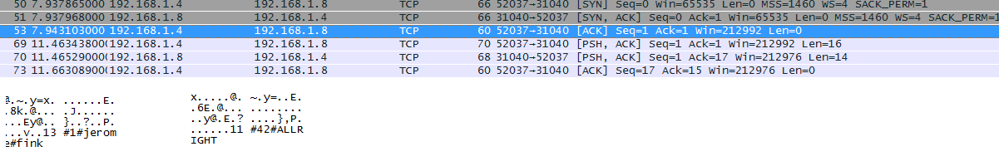 50 7.937865000 192.168.1.4 192.168.1.8 TCP 66 52037→31040 [SYN] Seq=0 Win=65535 Len=0 MSS=1460 WS=4 SACK_PERM=1
51 7.937968000 192.168.1.8 192.168.1.4 TCP 66 31040→52037 [SYN, ACK] Seq=0 Ack=1 Win=65535 Len=0 MSS=1460 WS=4 SACK_PERM=1
53 7.943103000 192.168.1.4 192.168.1.8 TCP 60 52037→31040 [ACK] Seq=1 Ack=1 Win=212992 Len=0
69 11.46343800(192.168.1.4 192.168.1.8 TCP 70 52037→31040 [PSH, ACK] Seq=1 Ack=1 Win=212992 Len=16
70 11.46529000(192.168.1.8 192.168.1.4 TCP 68 31040→52037 [PSH, ACK] Seq=1 Ack=17 Win=212976 Len=14
73 11.66308900(192.168.1.4 192.168.1.8 TCP 60 52037→31040 [ACK] Seq=17 Ack=15 Win=212976 Len=0
@.~.y=x. ......E.
.8k.@... .J......
...Ey@.. }..?..P.
...v..13 #1#jerom
e#fink
x.....@. ~.y=..E.
.6E.@... ........
..y@.E.? ....},P.
......11 #42#ALLR
IGHT